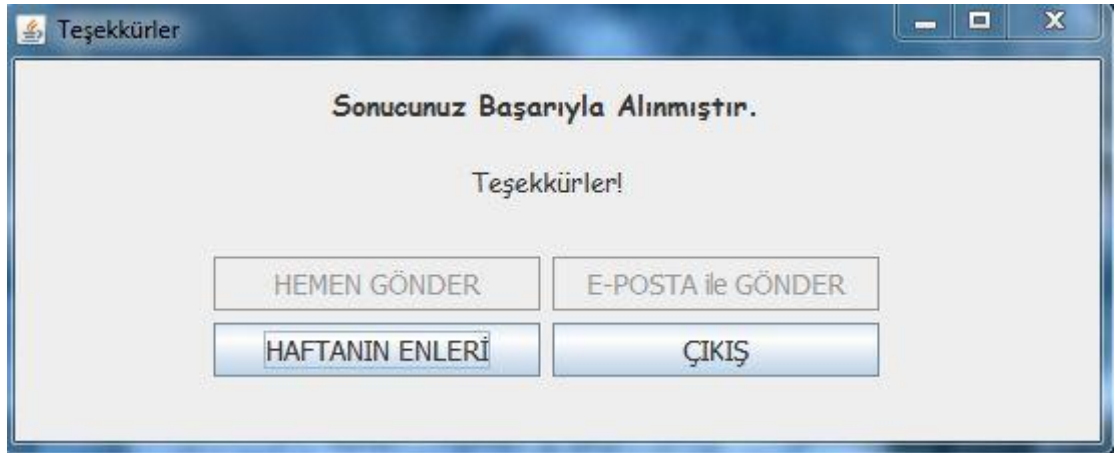 Teşekkürler
Sonucunuz Başarıyla Alınmıştır.
Teşekkürler!
HEMEN GÖNDER E-POSTA ile GÖNDER
HAFTANIN ENLERİ ÇIKIŞ